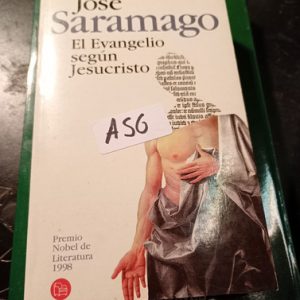 José
Saramago
El Evangelio
según
Jesucristo
A56
Premio
Nobel de
Literatura
1998